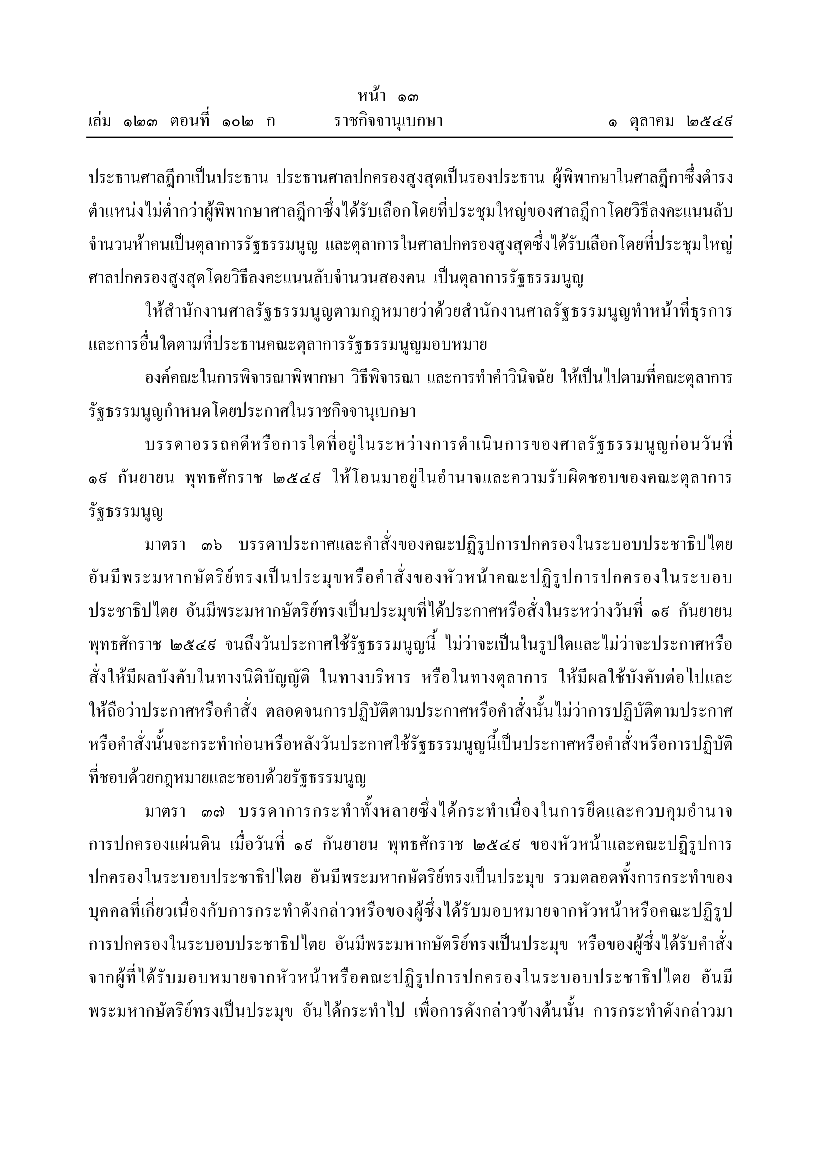 หน้า ๑๓
เล่ม ๑๒๓ ตอนที่ ๑๐๒ ก ราชกิจจานุเบกษา ๑ ตุลาคม ๒๕๔๙
ประธานศาลฎีกาเป็นประธาน ประธานศาลปกครองสูงสุดเป็นรองประธาน ผู้พิพากษาในศาลฎีกาซึ่งดำรง
ตำแหน่งไม่ต่ำกว่าผู้พิพากษาศาลฎีกาซึ่งได้รับเลือกโดยที่ประชุมใหญ่ของศาลฎีกาโดยวิธีลงคะแนนลับ
จำนวนห้าคนเป็นตุลาการรัฐธรรมนูญ และตุลาการในศาลปกครองสูงสุดซึ่งได้รับเลือกโดยที่ประชุมใหญ่
ศาลปกครองสูงสุดโดยวิธีลงคะแนนลับจำนวนสองคน เป็นตุลาการรัฐธรรมนูญ
ให้สำนักงานศาลรัฐธรรมนูญตามกฎหมายว่าด้วยสำนักงานศาลรัฐธรรมนูญทำหน้าที่ธุรการ
และการอื่นใดตามที่ประธานคณะตุลาการรัฐธรรมนูญมอบหมาย
องค์คณะในการพิจารณาพิพากษา วิธีพิจารณา และการทำคำวินิจฉัย ให้เป็นไปตามที่คณะตุลาการ
รัฐธรรมนูญกำหนดโดยประกาศในราชกิจจานุเบกษา
บรรดาอรรถคดีหรือการใดที่อยู่ในระหว่างการดำเนินการของศาลรัฐธรรมนูญก่อนวันที่
๑๙ กันยายน พุทธศักราช ๒๕๔๙ ให้โอนมาอยู่ในอำนาจและความรับผิดชอบของคณะตุลาการ
รัฐธรรมนูญ
มาตรา ๓๖ บรรดาประกาศและคำสั่งของคณะปฏิรูปการปกครองในระบอบประชาธิปไตย
อันมีพระมหากษัตริย์ทรงเป็นประมุขหรือคำสั่งของหัวหน้าคณะปฏิรูปการปกครองในระบอบ
ประชาธิปไตย อันมีพระมหากษัตริย์ทรงเป็นประมุขที่ได้ประกาศหรือสั่งในระหว่างวันที่ ๑๙ กันยายน
พุทธศักราช ๒๕๔๙ จนถึงวันประกาศใช้รัฐธรรมนูญนี้ ไม่ว่าจะเป็นในรูปใดและไม่ว่าจะประกาศหรือ
สั่งให้มีผลบังคับในทางนิติบัญญัติ ในทางบริหาร หรือในทางตุลาการ ให้มีผลใช้บังคับต่อไปและ
ให้ถือว่าประกาศหรือคำสั่ง ตลอดจนการปฏิบัติตามประกาศหรือคำสั่งนั้นไม่ว่าการปฏิบัติตามประกาศ
หรือคำสั่งนั้นจะกระทำก่อนหรือหลังวันประกาศใช้รัฐธรรมนูญนี้เป็นประกาศหรือคำสั่งหรือการปฏิบัติ
ที่ชอบด้วยกฎหมายและชอบด้วยรัฐธรรมนูญ
มาตรา ๓๗ บรรดาการกระทำทั้งหลายซึ่งได้กระทำเนื่องในการยึดและควบคุมอำนาจ
การปกครองแผ่นดิน เมื่อวันที่ ๑๙ กันยายน พุทธศักราช ๒๕๔๙ ของหัวหน้าและคณะปฏิรูปการ
ปกครองในระบอบประชาธิปไตย อันมีพระมหากษัตริย์ทรงเป็นประมุข รวมตลอดทั้งการกระทำของ
บุคคลที่เกี่ยวเนื่องกับการกระทำดังกล่าวหรือของผู้ซึ่งได้รับมอบหมายจากหัวหน้าหรือคณะปฏิรูป
การปกครองในระบอบประชาธิปไตย อันมีพระมหากษัตริย์ทรงเป็นประมุข หรือของผู้ซึ่งได้รับคำสั่ง
จากผู้ที่ได้รับมอบหมายจากหัวหน้าหรือคณะปฏิรูปการปกครองในระบอบประชาธิปไตย อันมี
พระมหากษัตริย์ทรงเป็นประมุข อันได้กระทำไป เพื่อการดังกล่าวข้างต้นนั้น การกระทำดังกล่าวมา